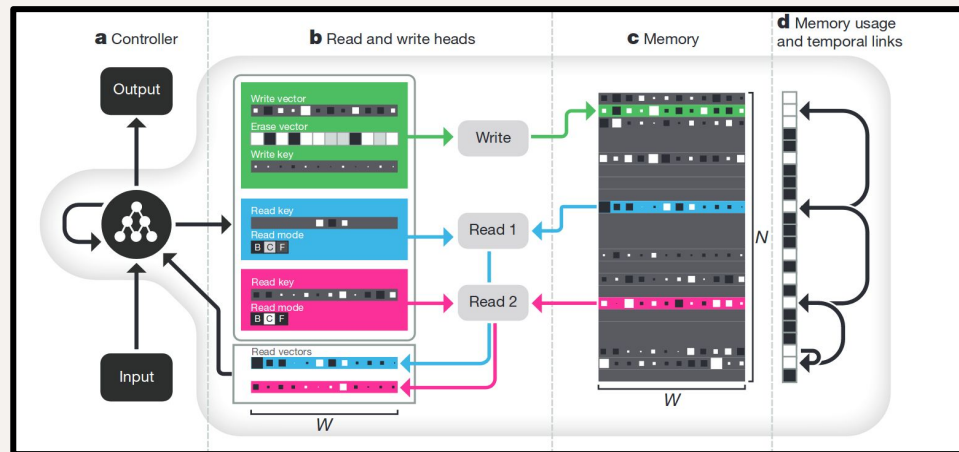 a Controller
b Read and write heads
c Memory
d Memory usage
and temporal links
Output
Input
Write vector
Erase vector
Write key
Read key
Read mode
B C F
Read key
Read mode
B C F
Read vectors
W
Write
Read 1
Read 2
N
W